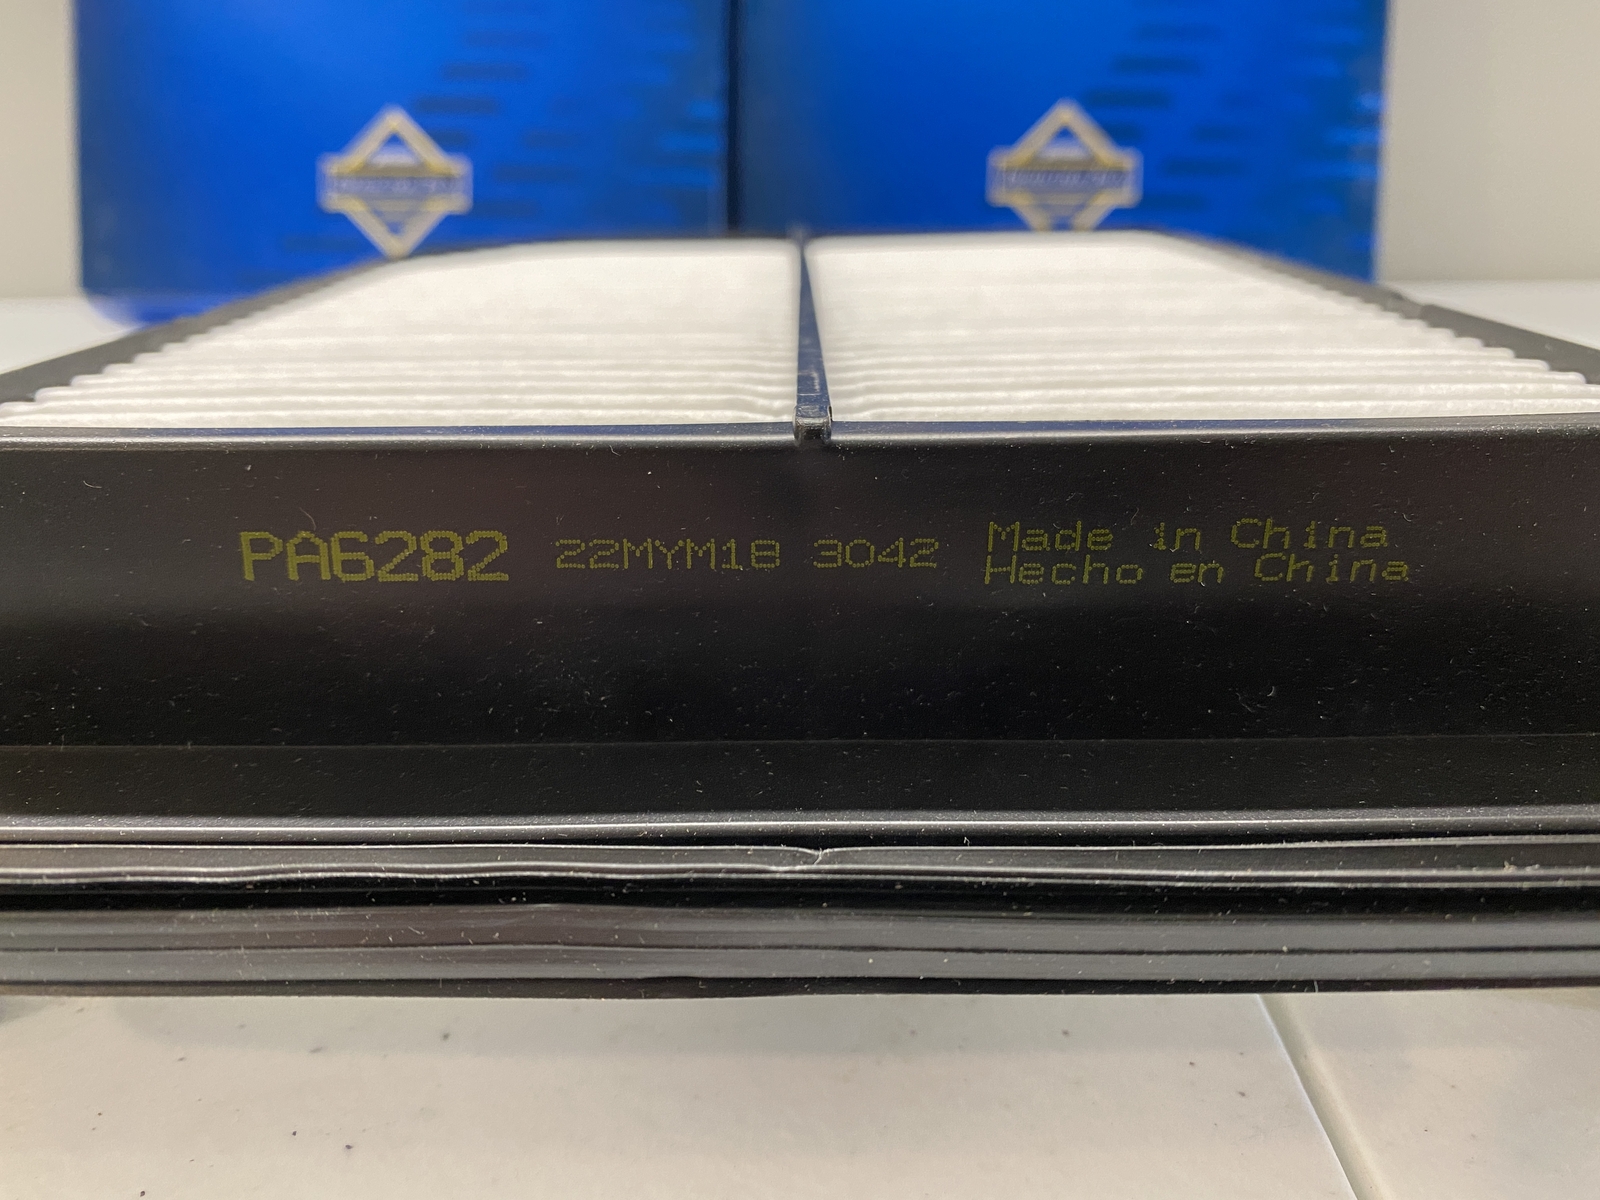 PA6282 22MYM18 3042 Made in China
Hecho en China